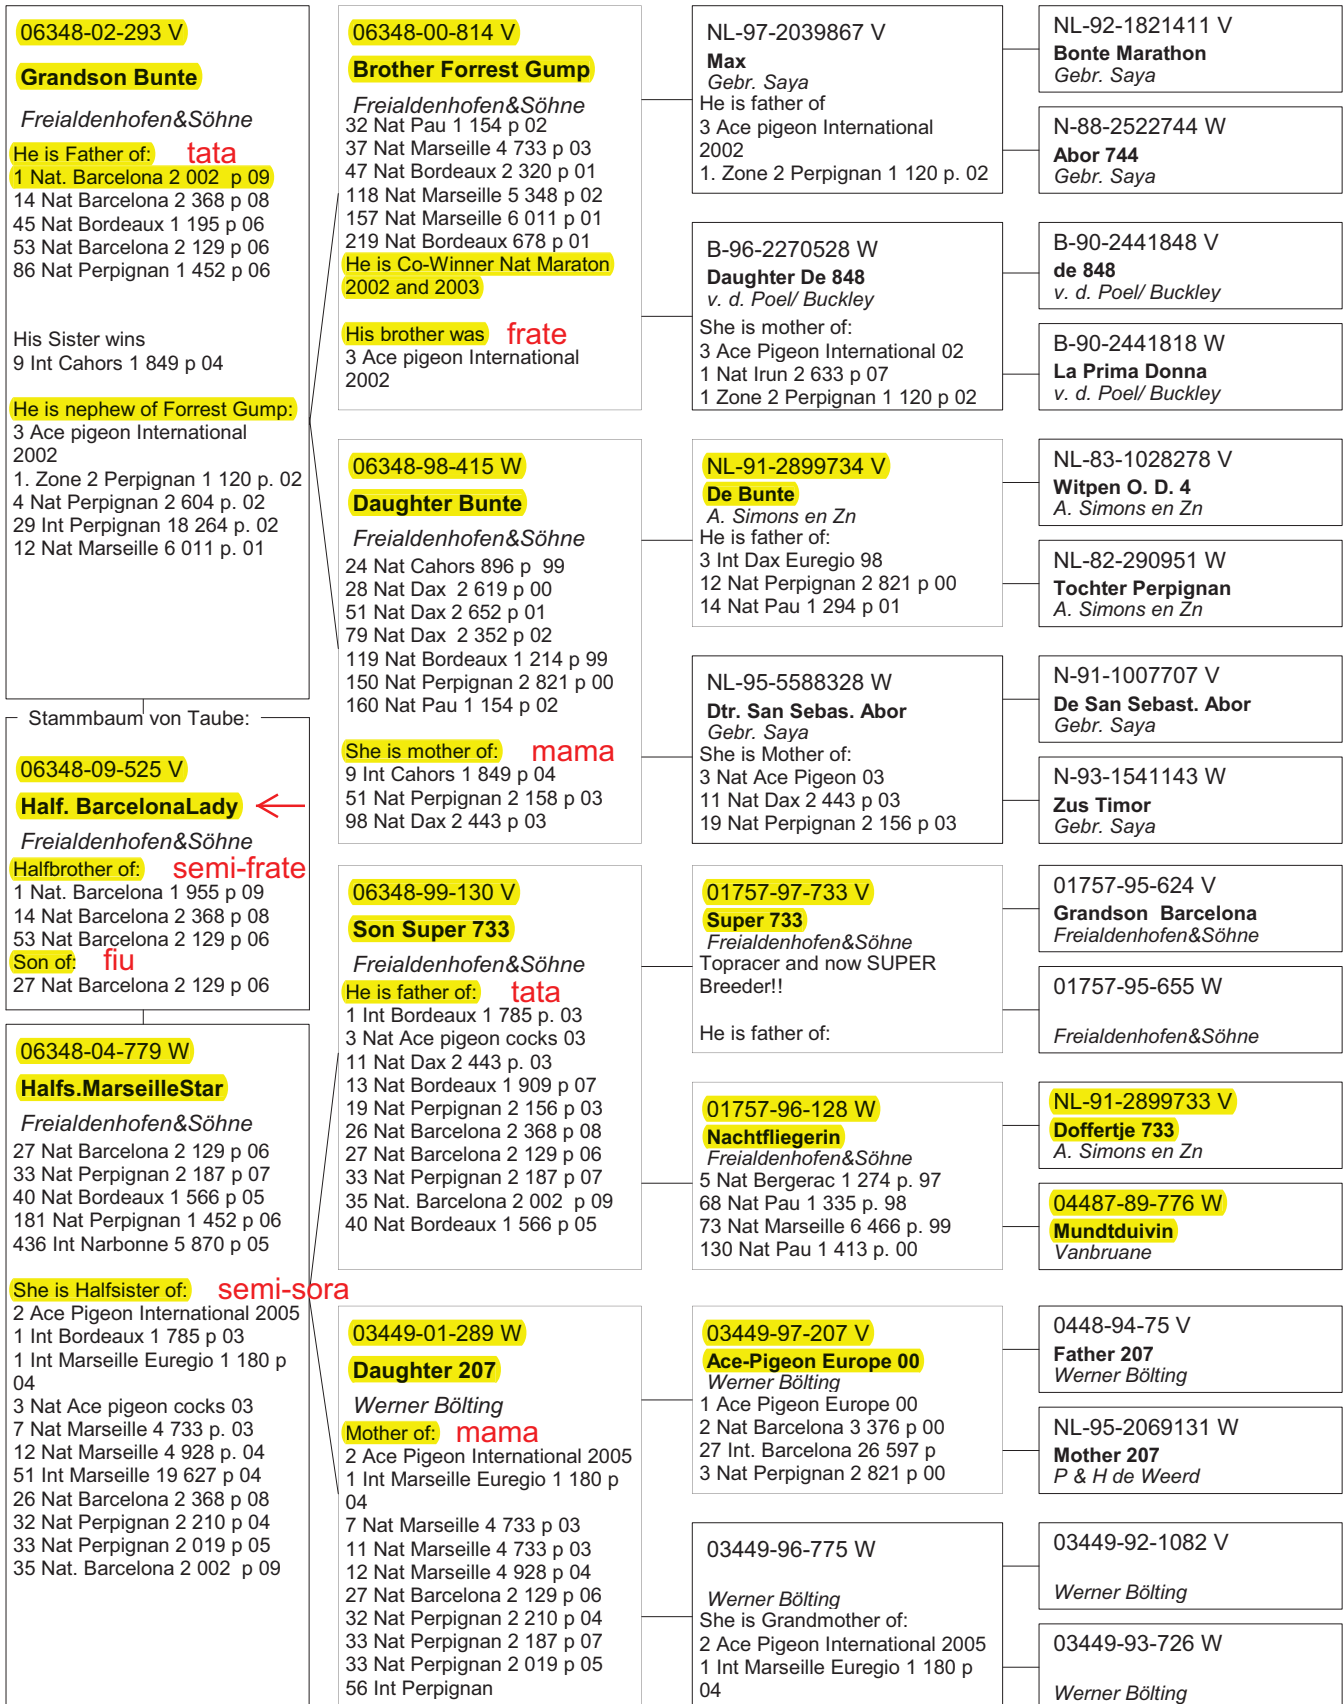 06348-02-293 V
Grandson Bunte
Freialdenhofen&Söhne
He is Father of: tata
1 Nat. Barcelona 2 002 p 09
14 Nat Barcelona 2 368 p 08
45 Nat Bordeaux 1 195 p 06
53 Nat Barcelona 2 129 p 06
86 Nat Perpignan 1 452 p 06
His Sister wins
9 Int Cahors 1 849 p 04
He is nephew of Forrest Gump:
3 Ace pigeon International
2002
1. Zone 2 Perpignan 1 120 p. 02
4 Nat Perpignan 2 604 p. 02
29 Int Perpignan 18 264 p. 02
12 Nat Marseille 6 011 p. 01
Stammbaum von Taube:
06348-09-525 V
Half. BarcelonaLady
Freialdenhofen&Söhne
Halfbrother of: semi-frate
1 Nat. Barcelona 1 955 p 09
14 Nat Barcelona 2 368 p 08
53 Nat Barcelona 2 129 p 06
Son of: fiu
27 Nat Barcelona 2 129 p 06
06348-04-779 W
Halfs.MarseilleStar
Freialdenhofen&Söhne
27 Nat Barcelona 2 129 p 06
33 Nat Perpignan 2 187 p 07
40 Nat Bordeaux 1 566 p 05
181 Nat Perpignan 1 452 p 06
436 Int Narbonne 5 870 p 05
She is Halfsister of: semi-sora
2 Ace Pigeon International 2005
1 Int Bordeaux 1 785 p 03
1 Int Marseille Euregio 1 180 p
04
3 Nat Ace pigeon cocks 03
7 Nat Marseille 4 733 p. 03
12 Nat Marseille 4 928 p. 04
51 Int Marseille 19 627 p 04
26 Nat Barcelona 2 368 p 08
32 Nat Perpignan 2 210 p 04
33 Nat Perpignan 2 019 p 05
35 Nat. Barcelona 2 002 p 09
06348-00-814 V
Brother Forrest Gump
Freialdenhofen&Söhne
32 Nat Pau 1 154 p 02
37 Nat Marseille 4 733 p 03
47 Nat Bordeaux 2 320 p 01
118 Nat Marseille 5 348 p 02
157 Nat Marseille 6 011 p 01
219 Nat Bordeaux 678 p 01
He is Co-Winner Nat Maraton
2002 and 2003
His brother was frate
3 Ace pigeon International
2002
06348-98-415 W
Daughter Bunte
Freialdenhofen&Söhne
24 Nat Cahors 896 p 99
28 Nat Dax 2 619 p 00
51 Nat Dax 2 652 p 01
79 Nat Dax 2 352 p 02
119 Nat Bordeaux 1 214 p 99
150 Nat Perpignan 2 821 p 00
160 Nat Pau 1 154 p 02
She is mother of: mama
9 Int Cahors 1 849 p 04
51 Nat Perpignan 2 158 p 03
98 Nat Dax 2 443 p 03
06348-99-130 V
Son Super 733
Freialdenhofen&Söhne
He is father of: tata
1 Int Bordeaux 1 785 p. 03
3 Nat Ace pigeon cocks 03
11 Nat Dax 2 443 p. 03
13 Nat Bordeaux 1 909 p 07
19 Nat Perpignan 2 156 p 03
26 Nat Barcelona 2 368 p 08
27 Nat Barcelona 2 129 p 06
33 Nat Perpignan 2 187 p 07
35 Nat. Barcelona 2 002 p 09
40 Nat Bordeaux 1 566 p 05
03449-01-289 W
Daughter 207
Werner Bölting
Mother of: mama
2 Ace Pigeon International 2005
1 Int Marseille Euregio 1 180 p
04
7 Nat Marseille 4 733 p 03
11 Nat Marseille 4 733 p 03
12 Nat Marseille 4 928 p 04
27 Nat Barcelona 2 129 p 06
32 Nat Perpignan 2 210 p 04
33 Nat Perpignan 2 187 p 07
33 Nat Perpignan 2 019 p 05
56 Int Perpignan
NL-97-2039867 V
Max
Gebr. Saya
He is father of
3 Ace pigeon International
2002
1. Zone 2 Perpignan 1 120 p. 02
B-96-2270528 W
Daughter De 848
v. d. Poel/ Buckley
She is mother of:
3 Ace Pigeon International 02
1 Nat Irun 2 633 p 07
1 Zone 2 Perpignan 1 120 p 02
NL-91-2899734 V
De Bunte
A. Simons en Zn
He is father of:
3 Int Dax Euregio 98
12 Nat Perpignan 2 821 p 00
14 Nat Pau 1 294 p 01
NL-95-5588328 W
Dtr. San Sebas. Abor
Gebr. Saya
She is Mother of:
3 Nat Ace Pigeon 03
11 Nat Dax 2 443 p 03
19 Nat Perpignan 2 156 p 03
01757-97-733 V
Super 733
Freialdenhofen&Söhne
Topracer and now SUPER
Breeder!!
He is father of:
01757-96-128 W
Nachtfliegerin
Freialdenhofen&Söhne
5 Nat Bergerac 1 274 p. 97
68 Nat Pau 1 335 p. 98
73 Nat Marseille 6 466 p. 99
130 Nat Pau 1 413 p. 00
03449-97-207 V
Ace-Pigeon Europe 00
Werner Bölting
1 Ace Pigeon Europe 00
2 Nat Barcelona 3 376 p 00
27 Int. Barcelona 26 597 p
3 Nat Perpignan 2 821 p 00
03449-96-775 W
Werner Bölting
She is Grandmother of:
2 Ace Pigeon International 2005
1 Int Marseille Euregio 1 180 p
04
NL-92-1821411 V
Bonte Marathon
Gebr. Saya
N-88-2522744 W
Abor 744
Gebr. Saya
B-90-2441848 V
de 848
v. d. Poel/ Buckley
B-90-2441818 W
La Prima Donna
v. d. Poel/ Buckley
NL-83-1028278 V
Witpen O. D. 4
A. Simons en Zn
NL-82-290951 W
Tochter Perpignan
A. Simons en Zn
N-91-1007707 V
De San Sebast. Abor
Gebr. Saya
N-93-1541143 W
Zus Timor
Gebr. Saya
01757-95-624 V
Grandson Barcelona
Freialdenhofen&Söhne
01757-95-655 W
Freialdenhofen&Söhne
NL-91-2899733 V
Doffertje 733
A. Simons en Zn
04487-89-776 W
Mundtduivin
Vanbruane
0448-94-75 V
Father 207
Werner Bölting
NL-95-2069131 W
Mother 207
P & H de Weerd
03449-92-1082 V
Werner Bölting
03449-93-726 W
Werner Bölting